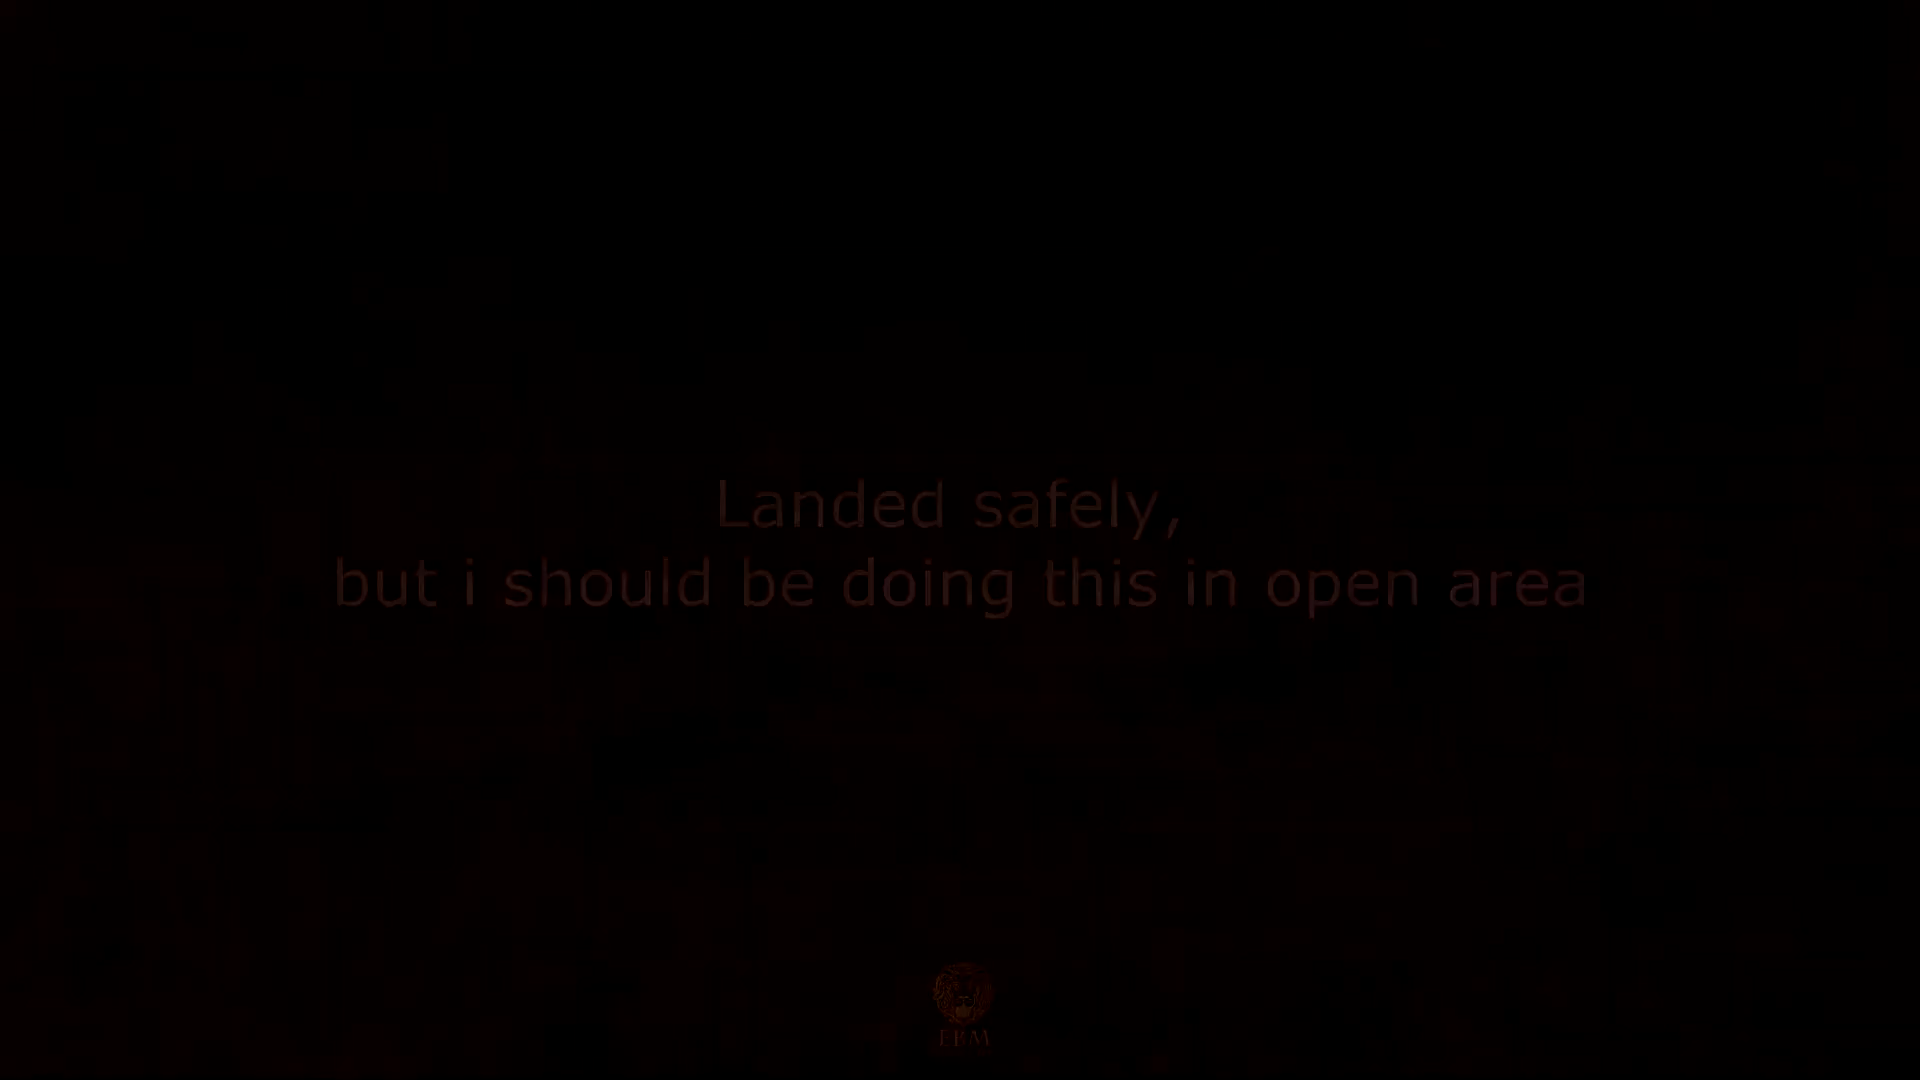 Landed safely,
but i should be doing this in open area